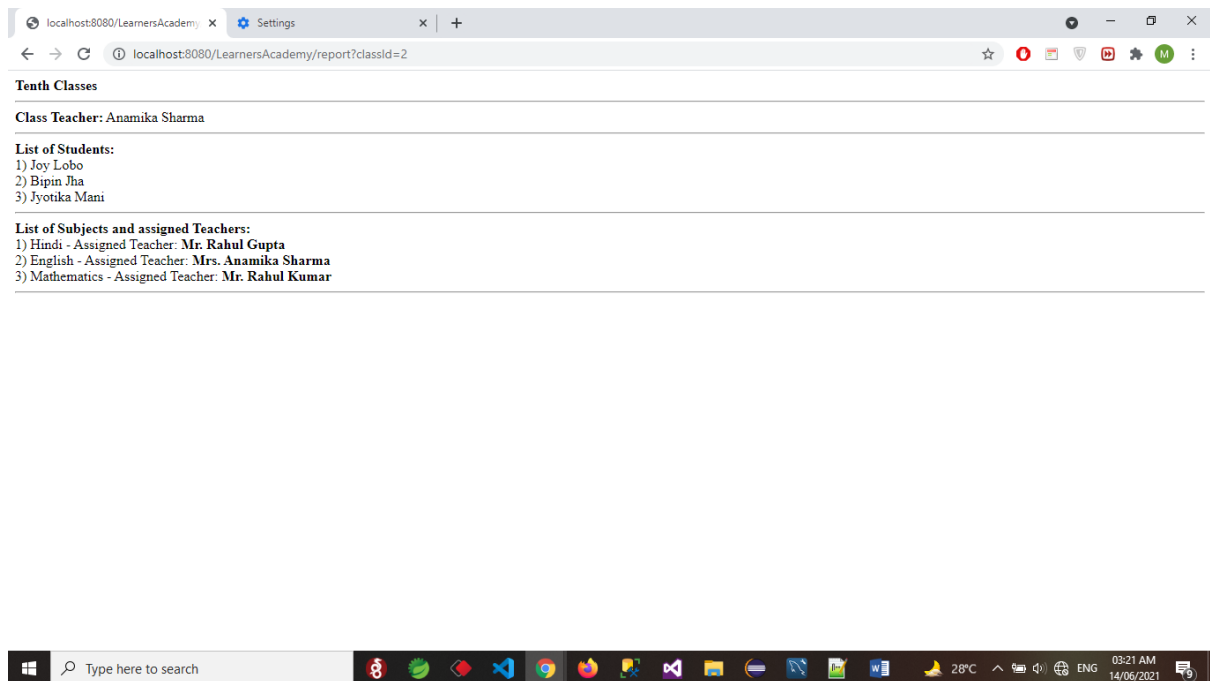 localhost:8080/LearnersAcademy
Settings
localhost:8080/LearnersAcademy/report?classId=2
M
Tenth Classes
Class Teacher: Anamika Sharma
List of Students:
1) Joy Lobo
2) Bipin Jha
3) Jyotika Mani
List of Subjects and assigned Teachers:
1) Hindi - Assigned Teacher: Mr. Rahul Gupta
2) English - Assigned Teacher: Mrs. Anamika Sharma
3) Mathematics - Assigned Teacher: Mr. Rahul Kumar
Type here to search
28°C
ENG
03:21 AM
14/06/2021
9